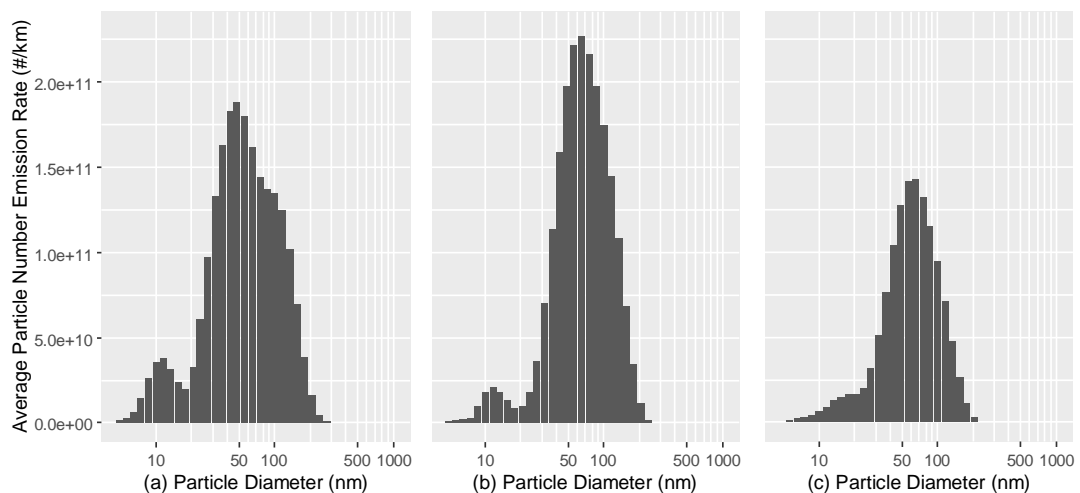 Average Particle Number Emission Rate (#/km)
2.0e+11
1.5e+11
1.0e+11
5.0e+10
0.0e+00
10 50 100 500 1000
(a) Particle Diameter (nm)
10 50 100 500 1000
(b) Particle Diameter (nm)
10 50 100 500 1000
(c) Particle Diameter (nm)